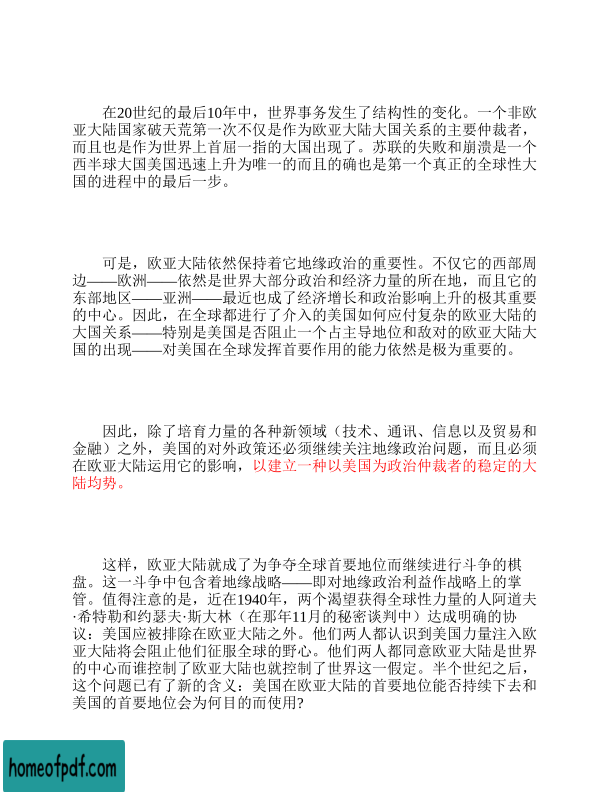 在20世纪的最后10年中，世界事务发生了结构性的变化。一个非欧
亚大陆国家破天荒第一次不仅是作为欧亚大陆大国关系的主要仲裁者，
而且也是作为世界上首屈一指的大国出现了。苏联的失败和崩溃是一个
西半球大国美国迅速上升为唯一的而且的确也是第一个真正的全球性大
国的进程中的最后一步。
可是，欧亚大陆依然保持着它地缘政治的重要性。不仅它的西部周
边——欧洲——依然是世界大部分政治和经济力量的所在地，而且它的
东部地区——亚洲——最近也成了经济增长和政治影响上升的极其重要
的中心。因此，在全球都进行了介入的美国如何应付复杂的欧亚大陆的
大国关系——特别是美国是否阻止一个占主导地位和敌对的欧亚大陆大
国的出现——对美国在全球发挥首要作用的能力依然是极为重要的。
因此，除了培育力量的各种新领域（技术、通讯、信息以及贸易和
金融）之外，美国的对外政策还必须继续关注地缘政治问题，而且必须
在欧亚大陆运用它的影响，以建立一种以美国为政治仲裁者的稳定的大
陆均势。
这样，欧亚大陆就成了为争夺全球首要地位而继续进行斗争的棋
盘。这一斗争中包含着地缘战略——即对地缘政治利益作战略上的掌
管。值得注意的是，近在1940年，两个渴望获得全球性力量的人阿道夫
·希特勒和约瑟夫·斯大林（在那年11月的秘密谈判中）达成明确的协
议：美国应被排除在欧亚大陆之外。他们两人都认识到美国力量注入欧
亚大陆将会阻止他们征服全球的野心。他们两人都同意欧亚大陆是世界
的中心而谁控制了欧亚大陆也就控制了世界这一假定。半个世纪之后，
这个问题已有了新的含义：美国在欧亚大陆的首要地位能否持续下去和
美国的首要地位会为何目的而使用?
homeofpdf.com